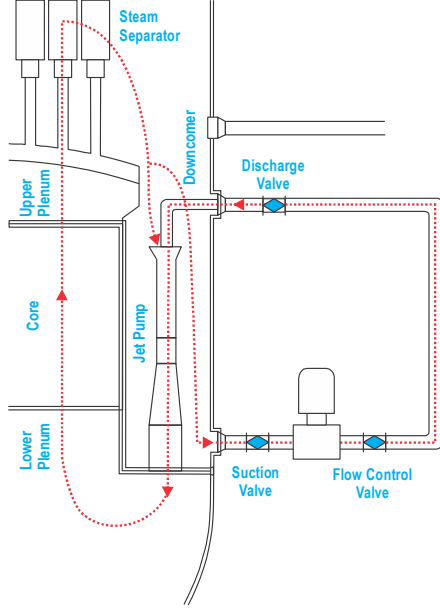 Steam
Separator
Downcomer
Discharge
Valve
Upper
Plenum
Core
Jet Pump
Lower
Plenum
Suction
Valve
Flow Control
Valve